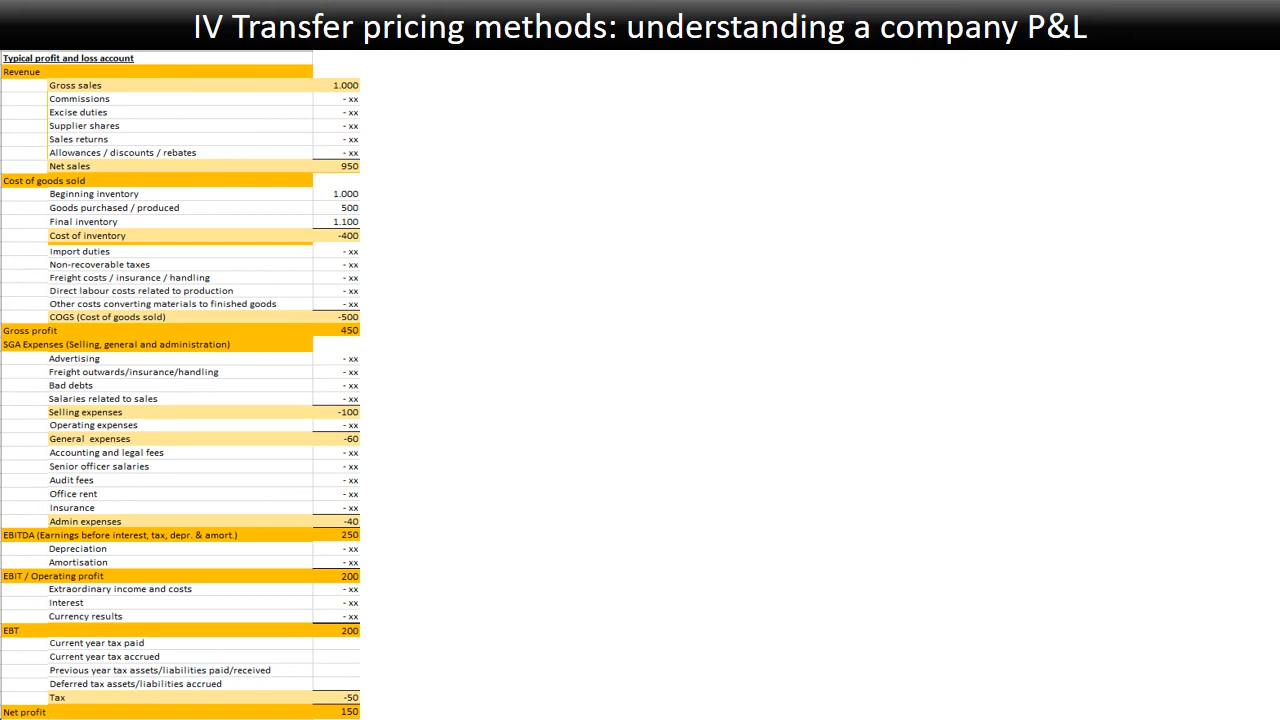 IV Transfer pricing methods: understanding a company P&L
Typical profit and loss account
Revenue
Gross sales 1.000
Commissions - xx
Excise duties - xx
Supplier shares - xx
Sales returns - xx
Allowances / discounts / rebates - xx
Net sales 950
Cost of goods sold
Beginning inventory 1.000
Goods purchased / produced 500
Final inventory 1.100
Cost of inventory -400
Import duties - xx
Non-recoverable taxes - xx
Freight costs / insurance / handling - xx
Direct labour costs related to production - xx
Other costs converting materials to finished goods - xx
COGS (Cost of goods sold) -500
Gross profit 450
SGA Expenses (Selling, general and administration)
Advertising - xx
Freight outwards/insurance/handling - xx
Bad debts - xx
Salaries related to sales - xx
Selling expenses -100
Operating expenses - xx
General expenses -60
Accounting and legal fees - xx
Senior officer salaries - xx
Audit fees - xx
Office rent - xx
Insurance - xx
Admin expenses -40
EBITDA (Earnings before interest, tax, depr. & amort.) 250
Depreciation - xx
Amortisation - xx
EBIT / Operating profit 200
Extraordinary income and costs - xx
Interest - xx
Currency results - xx
EBT 200
Current year tax paid
Current year tax accrued
Previous year tax assets/liabilities paid/received
Deferred tax assets/liabilities accrued
Tax -50
Net profit 150